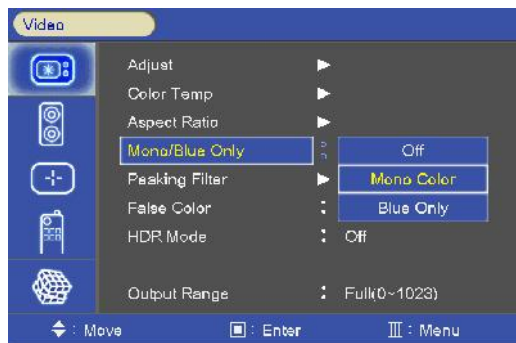 Video
Adjust
Color Temp
Aspect Ratio
Mono/Blue Only : Off
Peaking Filter Mono Color
False Color : Blue Only
HDR Mode : Off
Output Range : Full(0~1023)
: Move : Enter : Menu